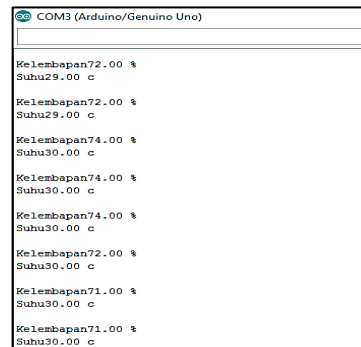 COM3 (Arduino/Genuino Uno)
Kelembapan72.00 %
Suhu29.00 c
Kelembapan72.00 %
Suhu29.00 c
Kelembapan74.00 %
Suhu30.00 c
Kelembapan74.00 %
Suhu30.00 c
Kelembapan74.00 %
Suhu30.00 c
Kelembapan72.00 %
Suhu30.00 c
Kelembapan71.00 %
Suhu30.00 c
Kelembapan71.00 %
Suhu30.00 c